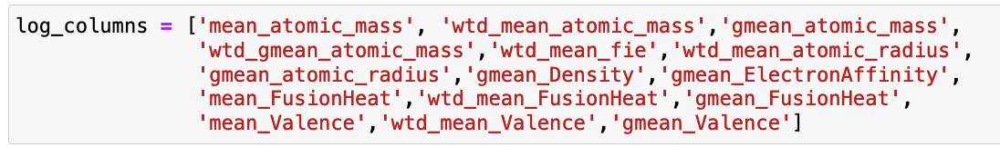 log_columns = ['mean_atomic_mass', 'wtd_mean_atomic_mass','gmean_atomic_mass',
'wtd_gmean_atomic_mass','wtd_mean_fie','wtd_mean_atomic_radius',
'gmean_atomic_radius','gmean_Density','gmean_ElectronAffinity',
'mean_FusionHeat','wtd_mean_FusionHeat','gmean_FusionHeat',
'mean_Valence','wtd_mean_Valence','gmean_Valence']